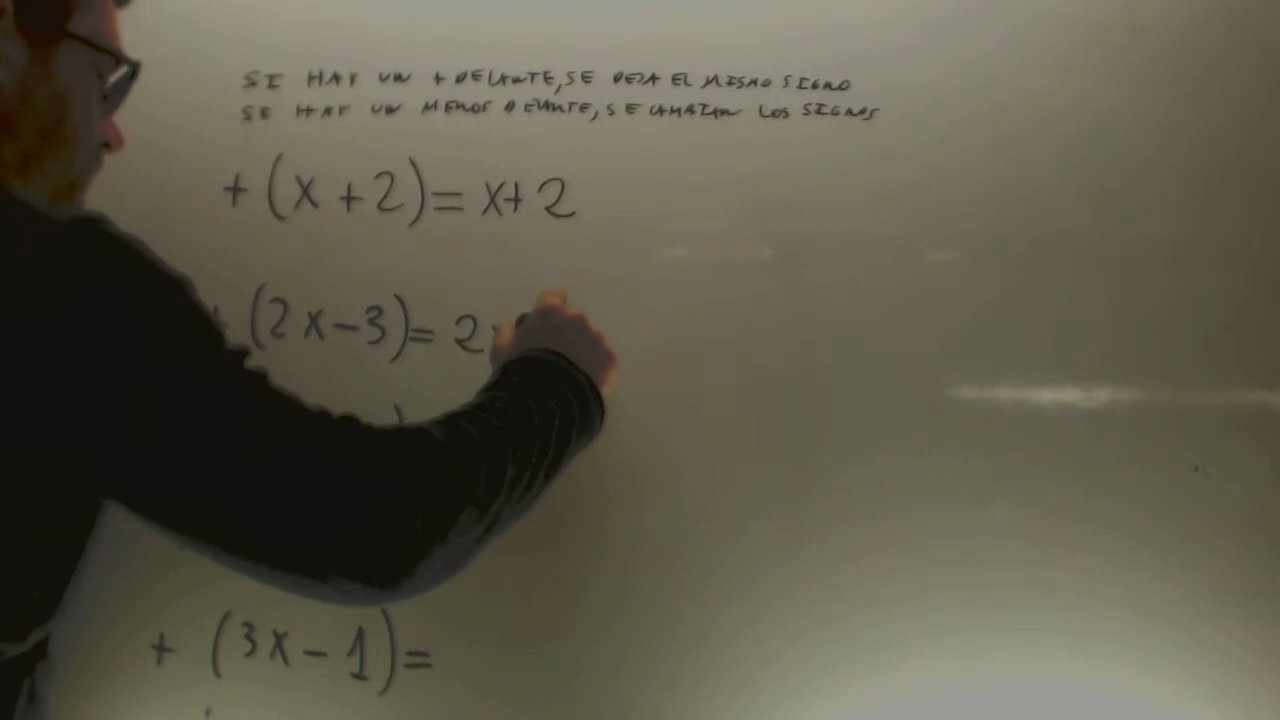 SI HAY UN + DELANTE, SE DEJA EL MISMO SIGNO
SE HAY UN MENOS DELANTE, SE CAMBIAN LOS SIGNOS
+ (x + 2) = x + 2
(2x - 3) = 2
+ (3x - 1) =